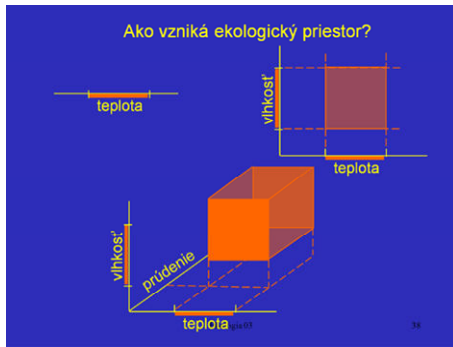 Ako vzniká ekologický priestor?
teplota
vlhkosť
teplota
vlhkosť
prúdenie
teplota
38